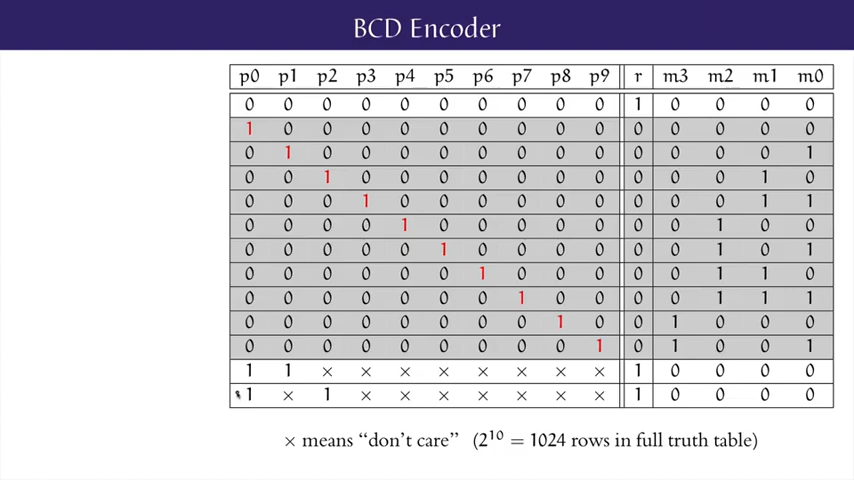 BCD Encoder
p0 p1 p2 p3 p4 p5 p6 p7 p8 p9 r m3 m2 m1 m0
0 0 0 0 0 0 0 0 0 0 1 0 0 0 0
1 0 0 0 0 0 0 0 0 0 0 0 0 0 0
0 1 0 0 0 0 0 0 0 0 0 0 0 0 1
0 0 1 0 0 0 0 0 0 0 0 0 0 1 0
0 0 0 1 0 0 0 0 0 0 0 0 0 1 1
0 0 0 0 1 0 0 0 0 0 0 0 1 0 0
0 0 0 0 0 1 0 0 0 0 0 0 1 0 1
0 0 0 0 0 0 1 0 0 0 0 0 1 1 0
0 0 0 0 0 0 0 1 0 0 0 0 1 1 1
0 0 0 0 0 0 0 0 1 0 0 1 0 0 0
0 0 0 0 0 0 0 0 0 1 0 1 0 0 1
1 1 × × × × × × × × 1 0 0 0 0
1 × 1 × × × × × × × 1 0 0 0 0
× means “don’t care” (2¹⁰ = 1024 rows in full truth table)